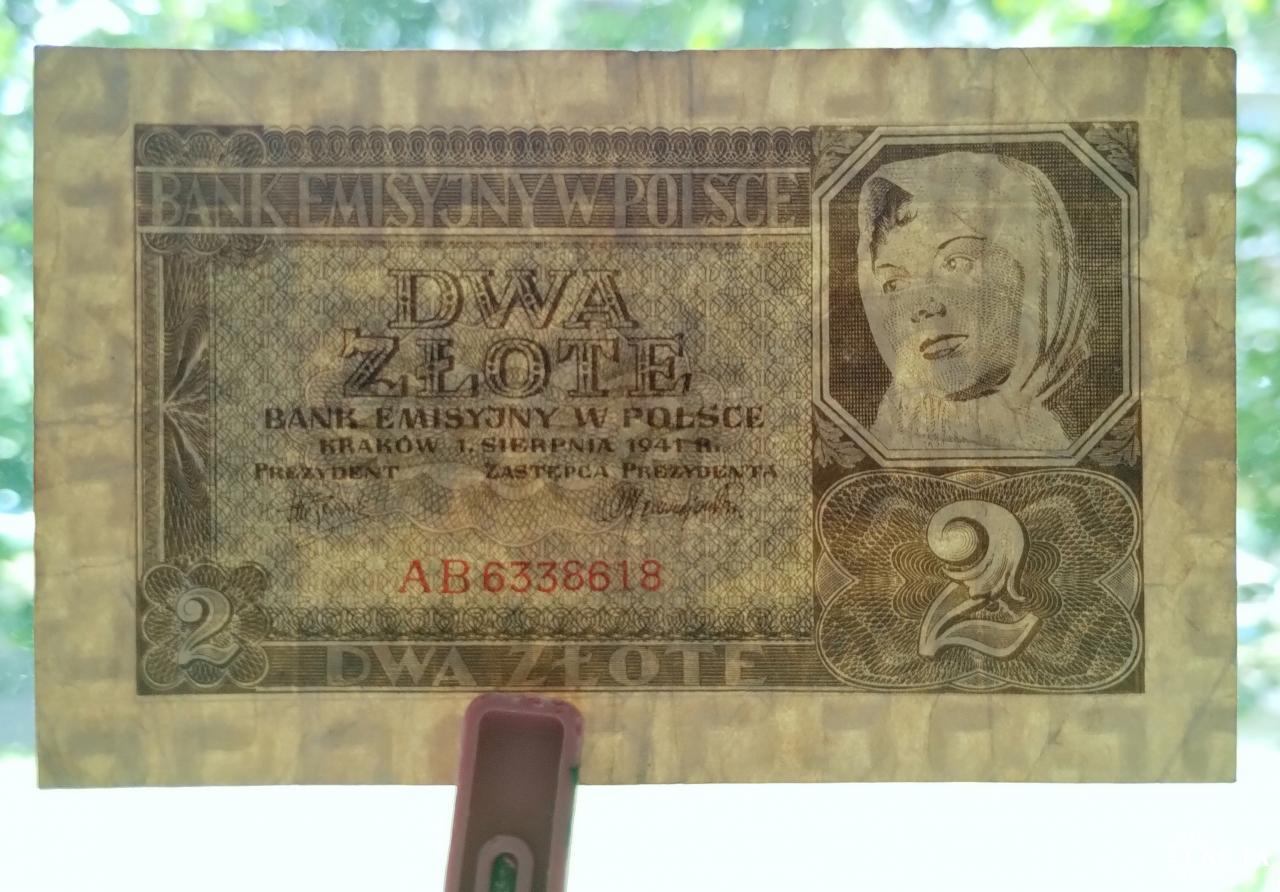 BANK EMISYJNY W POLSCE
DWA
ZŁOTE
BANK EMISYJNY W POLSCE
KRAKÓW 1. SIERPNIA 1941 R.
PREZYDENT ZASTĘPCA PREZYDENTA
AB 6338618
2
2
DWA ZŁOTE